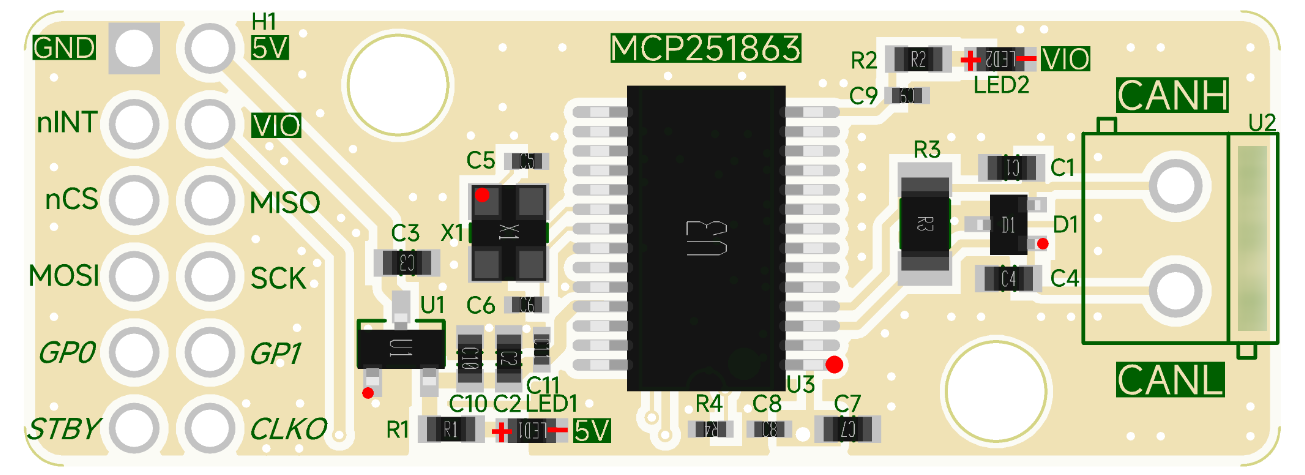 H1
GND
5V
MCP251863
R2
R2
LED2
VIO
LED2
C9
C9
CANH
nINT
VIO
U2
C5
C5
R3
C1
C1
nCS
MISO
X1
X1
U3
R3
D1
D1
C3
C3
MOSI
SCK
C4
C4
C6
C6
U1
U1
GP0
GP1
C10
C2
C11
U3
CANL
C10
C2
LED1
R4
C8
C7
STBY
CLKO
R1
R1
LED1
5V
R4
C8
C7